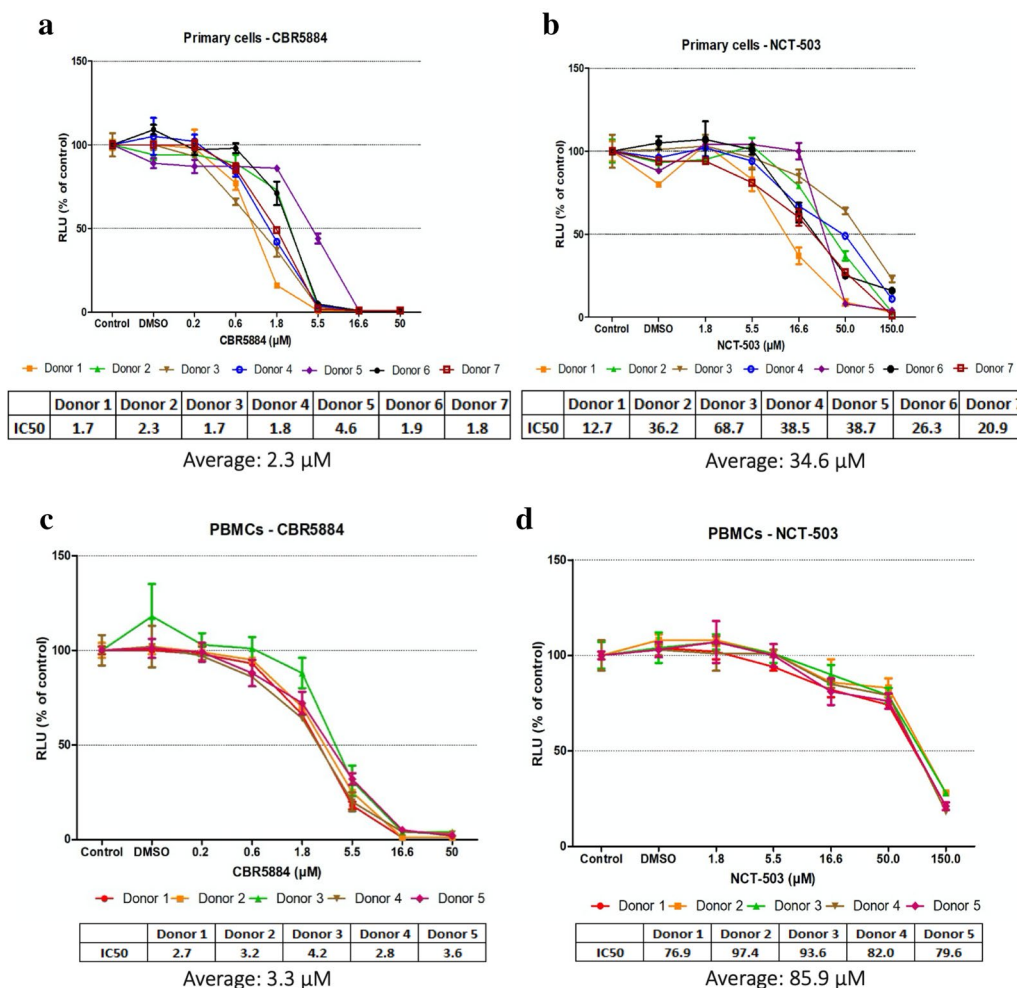 a
Primary cells - CBR5884
150
100
50
0
RLU (% of control)
Control DMSO 0.2 0.6 1.8 5.5 16.6 50
CBR5884 (µM)
Donor 1 Donor 2 Donor 3 Donor 4 Donor 5 Donor 6 Donor 7
Donor 1 Donor 2 Donor 3 Donor 4 Donor 5 Donor 6 Donor 7
IC50 1.7 2.3 1.7 1.8 4.6 1.9 1.8
Average: 2.3 µM
b
Primary cells - NCT-503
150
100
50
0
RLU (% of control)
Control DMSO 1.8 5.5 16.6 50.0 150.0
NCT-503 (µM)
Donor 1 Donor 2 Donor 3 Donor 4 Donor 5 Donor 6 Donor 7
Donor 1 Donor 2 Donor 3 Donor 4 Donor 5 Donor 6 Donor 7
IC50 12.7 36.2 68.7 38.5 38.7 26.3 20.9
Average: 34.6 µM
c
PBMCs - CBR5884
150
100
50
0
RLU (% of control)
Control DMSO 0.2 0.6 1.8 5.5 16.6 50
CBR5884 (µM)
Donor 1 Donor 2 Donor 3 Donor 4 Donor 5
Donor 1 Donor 2 Donor 3 Donor 4 Donor 5
IC50 2.7 3.2 4.2 2.8 3.6
Average: 3.3 µM
d
PBMCs - NCT-503
150
100
50
0
RLU (% of control)
Control DMSO 1.8 5.5 16.6 50.0 150.0
NCT-503 (µM)
Donor 1 Donor 2 Donor 3 Donor 4 Donor 5
Donor 1 Donor 2 Donor 3 Donor 4 Donor 5
IC50 76.9 97.4 93.6 82.0 79.6
Average: 85.9 µM